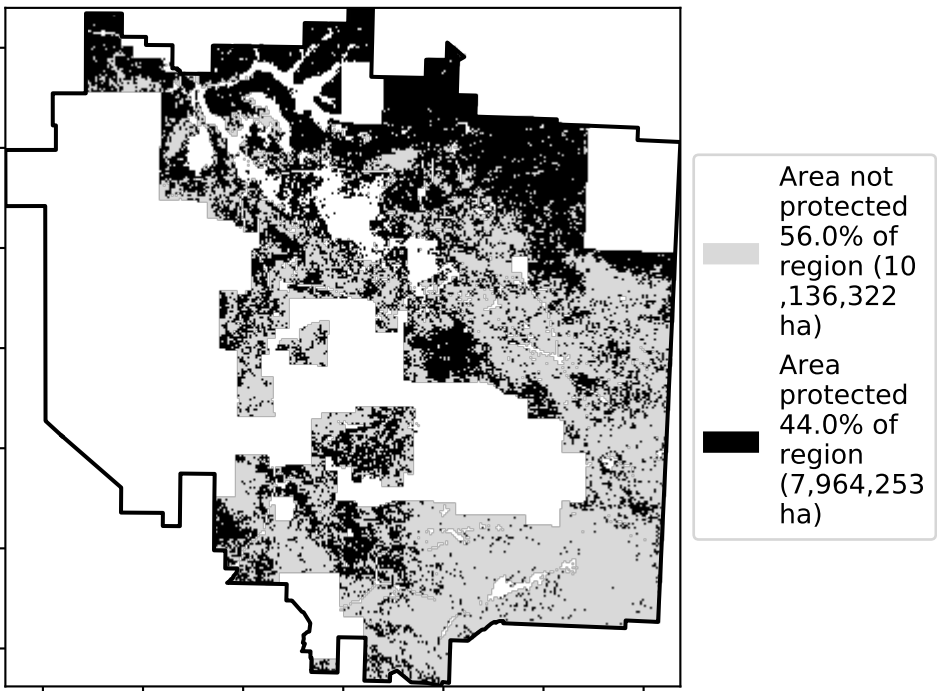 Area not
protected
56.0% of
region (10
,136,322
ha)
Area
protected
44.0% of
region
(7,964,253
ha)